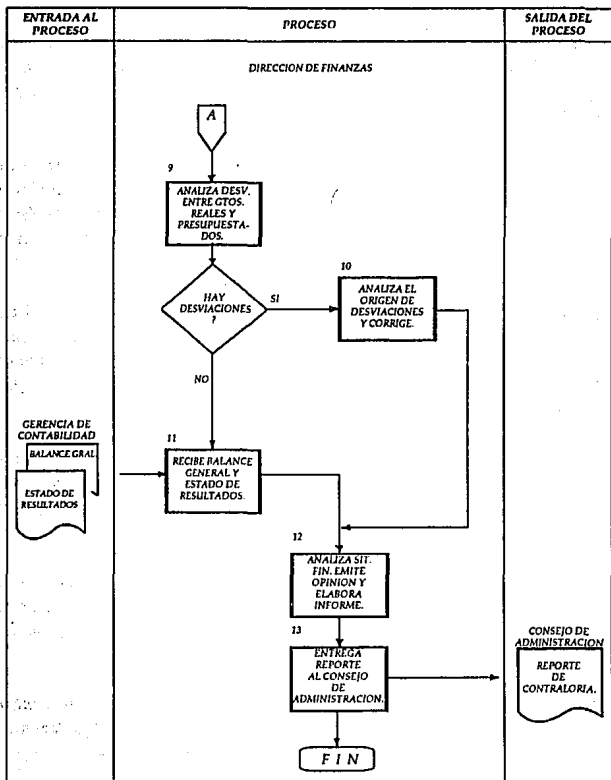 ENTRADA AL
PROCESO
PROCESO
SALIDA DEL
PROCESO
DIRECCION DE FINANZAS
A
9
ANALIZA DESV.
ENTRE GTOS.
REALES Y
PRESUPUESTA-
DOS.
HAY
DESVIACIONES
?
SI
10
ANALIZA EL
ORIGEN DE
DESVIACIONES
Y CORRIGE.
NO
GERENCIA DE
CONTABILIDAD
BALANCE GRAL
ESTADO DE
RESULTADOS
11
RECIBE BALANCE
GENERAL Y
ESTADO DE
RESULTADOS.
12
ANALIZA SIT.
FIN. EMITE
OPINION Y
ELABORA
INFORME.
13
ENTREGA
REPORTE
AL CONSEJO
DE
ADMINISTRACION.
CONSEJO DE
ADMINISTRACION
REPORTE
DE
CONTRALORIA.
F I N